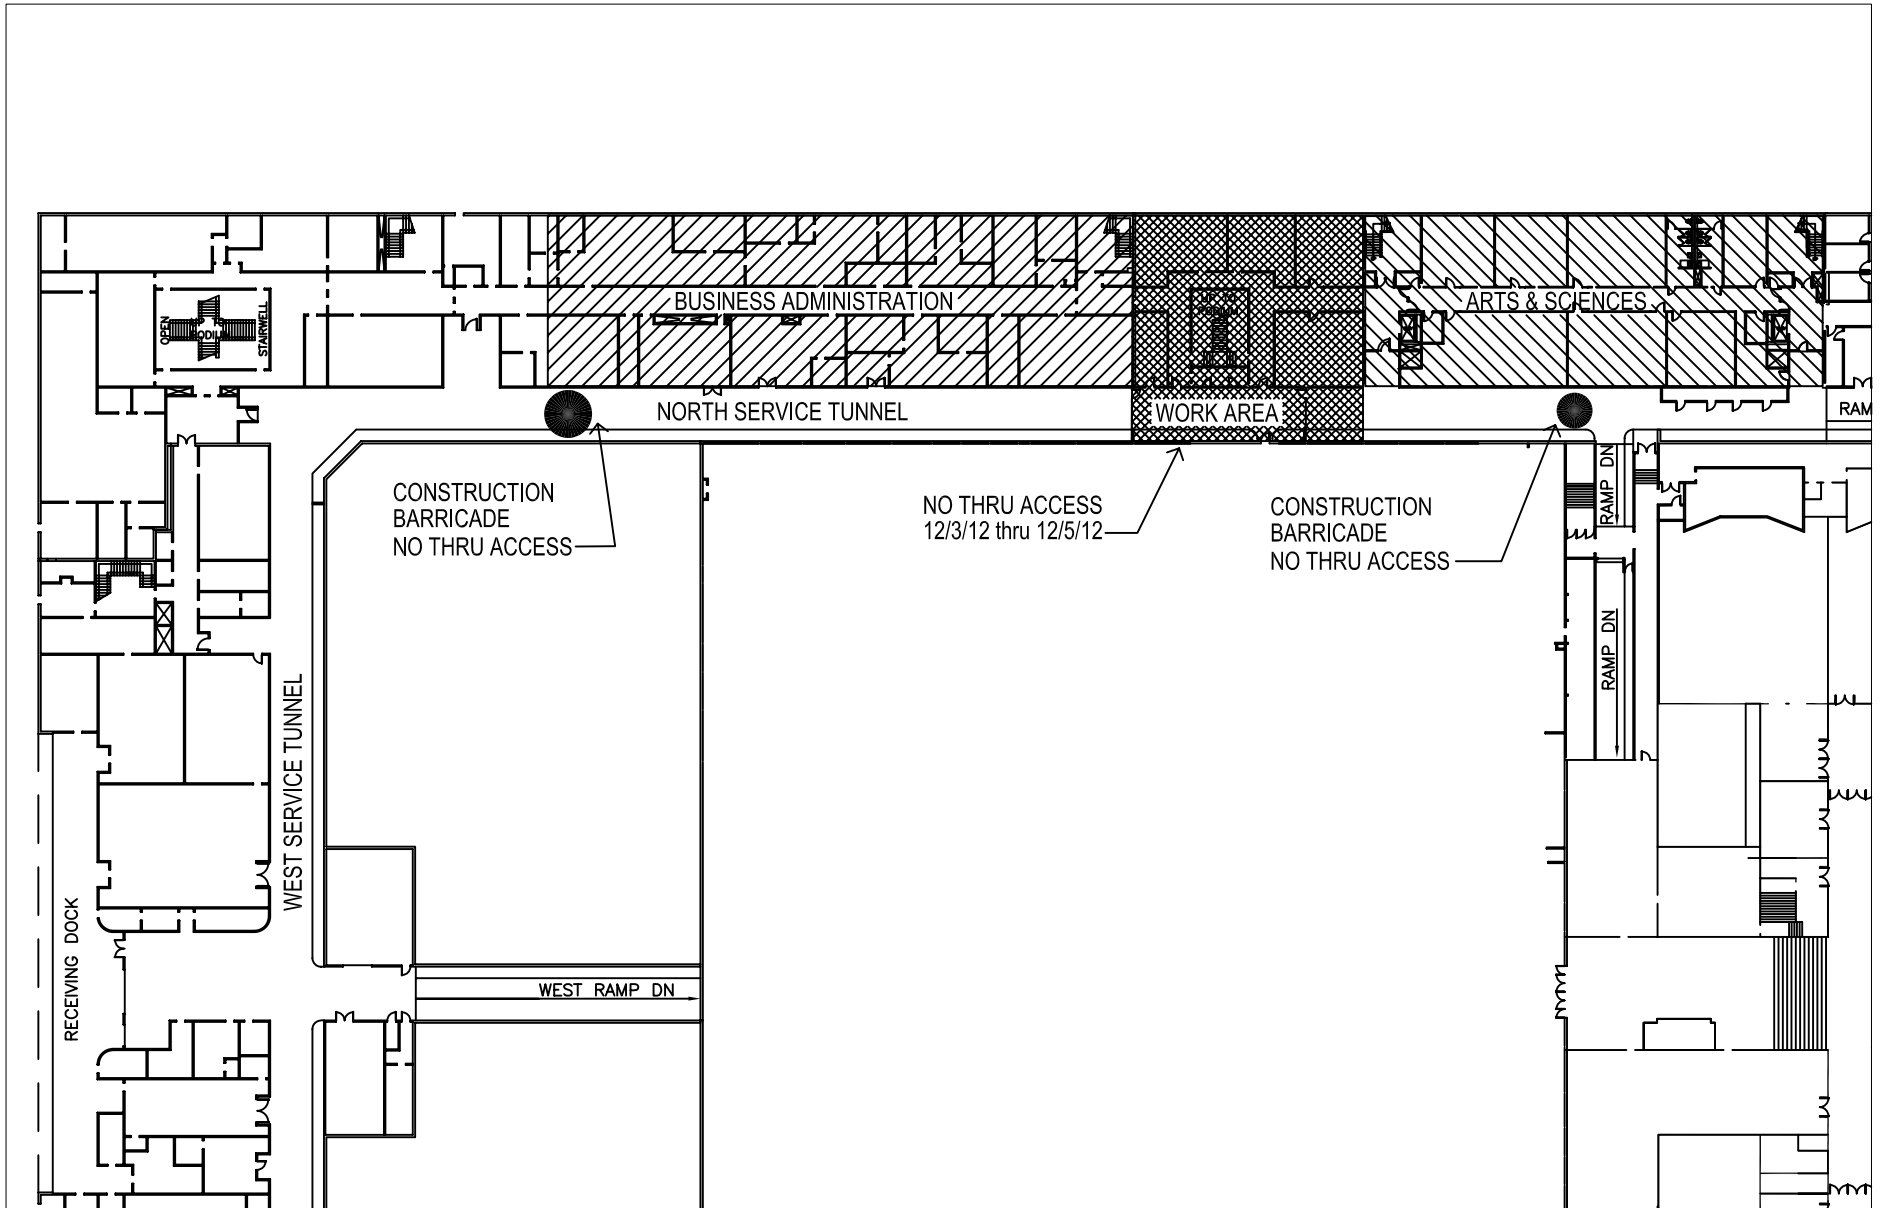 BUSINESS ADMINISTRATION
ARTS & SCIENCES
OPEN
STAIRWELL
NORTH SERVICE TUNNEL
WORK AREA
RAM
CONSTRUCTION
BARRICADE
NO THRU ACCESS
NO THRU ACCESS
12/3/12 thru 12/5/12
CONSTRUCTION
BARRICADE
NO THRU ACCESS
RAMP DN
RAMP DN
WEST SERVICE TUNNEL
RECEIVING DOCK
WEST RAMP DN